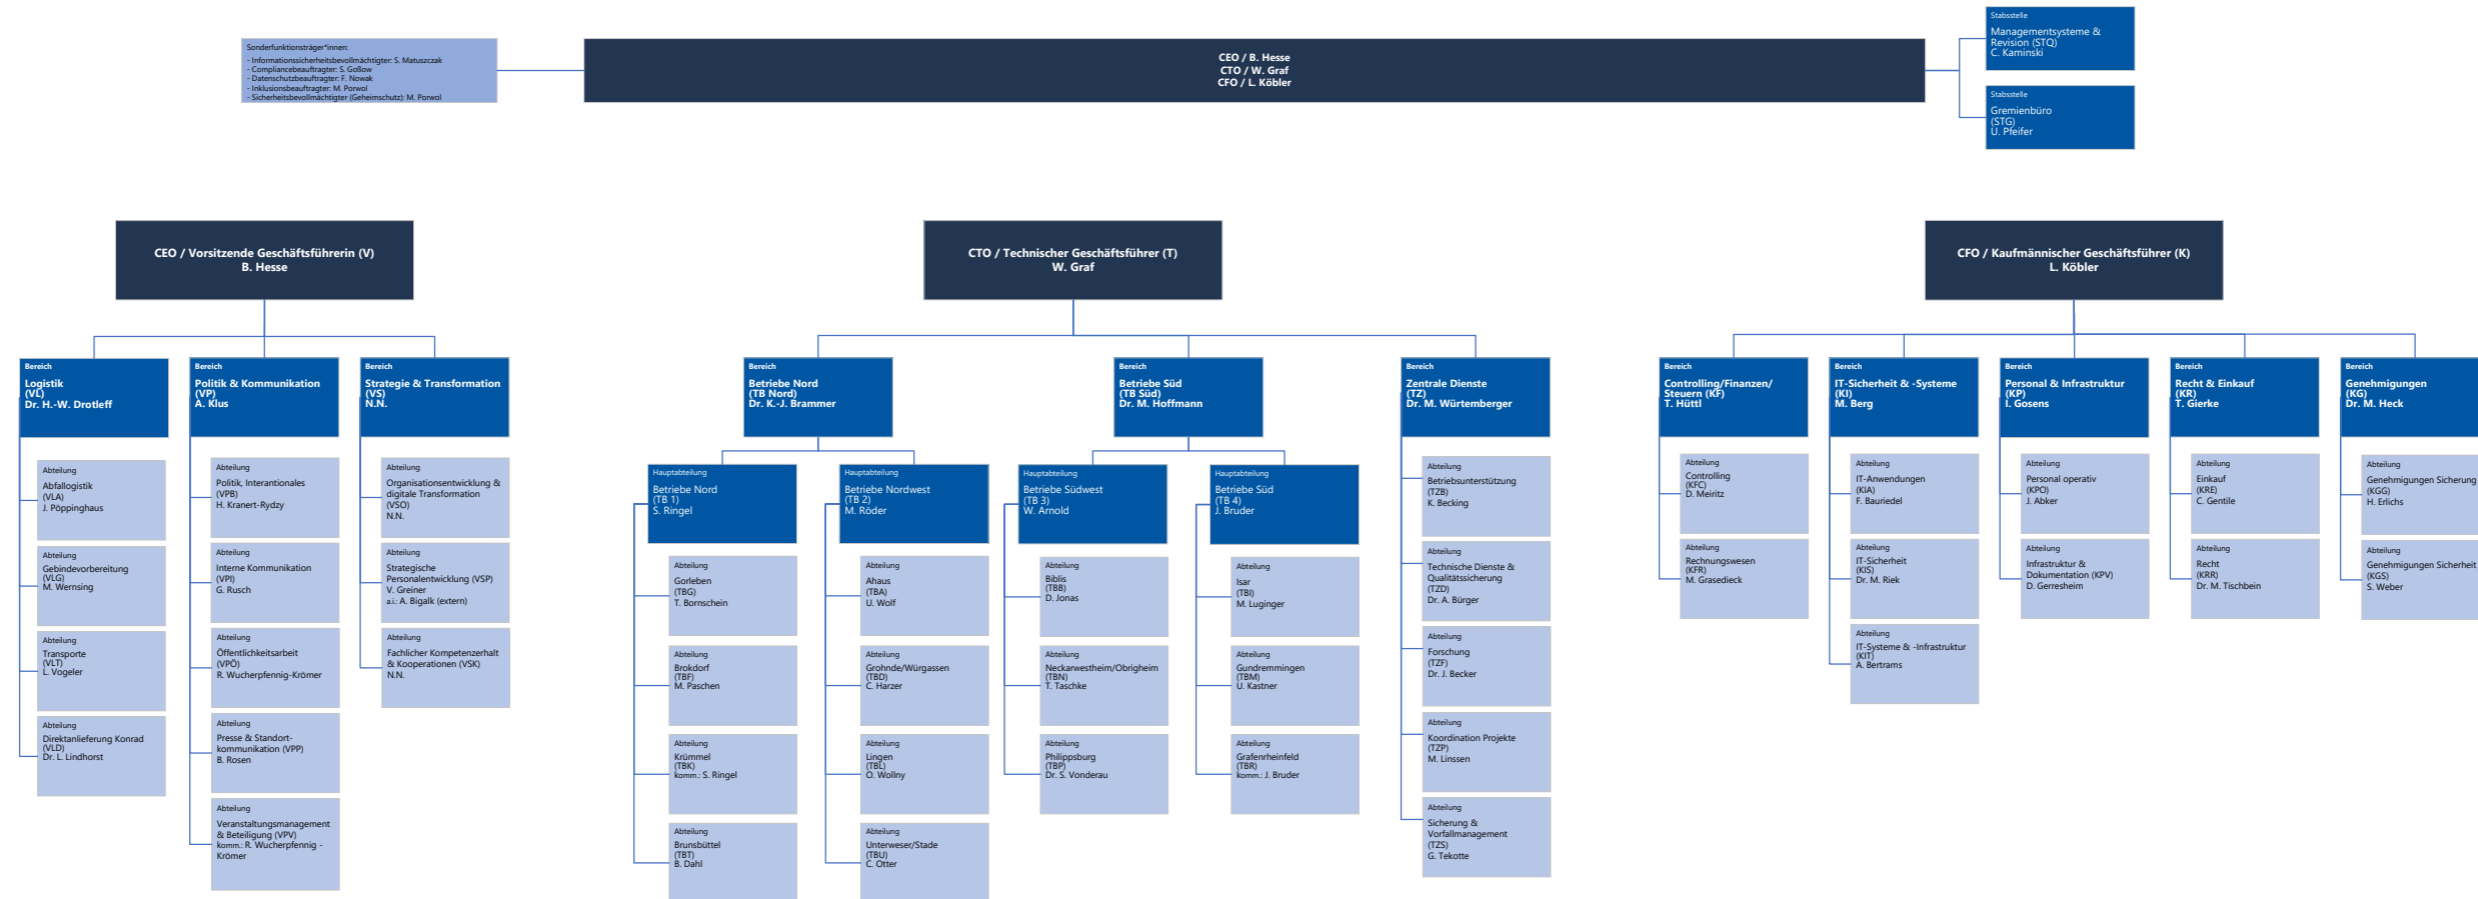 Sonderfunktionsträger*innen:
- Informationssicherheitsbevollmächtigter: S. Matuszczak
- Compliancebeauftragter: S. Goßow
- Datenschutzbeauftragter: F. Nowak
- Inklusionsbeauftragter: M. Porwol
- Sicherheitsbevollmächtigter (Geheimschutz): M. Porwol
CEO / B. Hesse
CTO / W. Graf
CFO / L. Köbler
Stabsstelle
Managementsysteme &
Revision (STQ)
C. Kaminski
Stabsstelle
Gremienbüro
(STG)
U. Pfeifer
CEO / Vorsitzende Geschäftsführerin (V)
B. Hesse
Bereich
Logistik
(VL)
Dr. H.-W. Drotleff
Abteilung
Abfallogistik
(VLA)
J. Pöppinghaus
Abteilung
Gebindevorbereitung
(VLG)
M. Wernsing
Abteilung
Transporte
(VLT)
L. Vogeler
Abteilung
Direktanlieferung Konrad
(VLD)
Dr. L. Lindhorst
Bereich
Politik & Kommunikation
(VP)
A. Klus
Abteilung
Politik, Interantionales
(VPB)
H. Kranert-Rydzy
Abteilung
Interne Kommunikation
(VPI)
G. Rusch
Abteilung
Öffentlichkeitsarbeit
(VPÖ)
R. Wucherpfennig-Krömer
Abteilung
Presse & Standort-
kommunikation (VPP)
B. Rosen
Abteilung
Veranstaltungsmanagement
& Beteiligung (VPV)
komm.: R. Wucherpfennig -
Krömer
Bereich
Strategie & Transformation
(VS)
N.N.
Abteilung
Organisationsentwicklung &
digitale Transformation
(VSO)
N.N.
Abteilung
Strategische
Personalentwicklung (VSP)
V. Greiner
a.i.: A. Bigalk (extern)
Abteilung
Fachlicher Kompetenzerhalt
& Kooperationen (VSK)
N.N.
CTO / Technischer Geschäftsführer (T)
W. Graf
Bereich
Betriebe Nord
(TB Nord)
Dr. K.-J. Brammer
Hauptabteilung
Betriebe Nord
(TB 1)
S. Ringel
Abteilung
Gorleben
(TBG)
T. Bornschein
Abteilung
Brokdorf
(TBF)
M. Paschen
Abteilung
Krümmel
(TBK)
komm.: S. Ringel
Abteilung
Brunsbüttel
(TBT)
B. Dahl
Hauptabteilung
Betriebe Nordwest
(TB 2)
M. Röder
Abteilung
Ahaus
(TBA)
U. Wolf
Abteilung
Grohnde/Würgassen
(TBD)
C. Harzer
Abteilung
Lingen
(TBL)
O. Wollny
Abteilung
Unterweser/Stade
(TBU)
C. Otter
Bereich
Betriebe Süd
(TB Süd)
Dr. M. Hoffmann
Hauptabteilung
Betriebe Südwest
(TB 3)
W. Arnold
Abteilung
Biblis
(TBB)
D. Jonas
Abteilung
Neckarwestheim/Obrigheim
(TBN)
T. Taschke
Abteilung
Philippsburg
(TBP)
Dr. S. Vonderau
Hauptabteilung
Betriebe Süd
(TB 4)
J. Bruder
Abteilung
Isar
(TBI)
M. Luginger
Abteilung
Gundremmingen
(TBM)
U. Kastner
Abteilung
Grafenrheinfeld
(TBR)
komm.: J. Bruder
Bereich
Zentrale Dienste
(TZ)
Dr. M. Würtemberger
Abteilung
Betriebsunterstützung
(TZB)
K. Becking
Abteilung
Technische Dienste &
Qualitätssicherung
(TZD)
Dr. A. Bürger
Abteilung
Forschung
(TZF)
Dr. J. Becker
Abteilung
Koordination Projekte
(TZP)
M. Linssen
Abteilung
Sicherung &
Vorfallmanagement
(TZS)
G. Tekotte
CFO / Kaufmännischer Geschäftsführer (K)
L. Köbler
Bereich
Controlling/Finanzen/
Steuern (KF)
T. Hüttl
Abteilung
Controlling
(KFC)
D. Meiritz
Abteilung
Rechnungswesen
(KFR)
M. Grasedieck
Bereich
IT-Sicherheit & -Systeme
(KI)
M. Berg
Abteilung
IT-Anwendungen
(KIA)
F. Bauriedel
Abteilung
IT-Sicherheit
(KIS)
Dr. M. Riek
Abteilung
IT-Systeme & -Infrastruktur
(KIT)
A. Bertrams
Bereich
Personal & Infrastruktur
(KP)
I. Gosens
Abteilung
Personal operativ
(KPO)
J. Abker
Abteilung
Infrastruktur &
Dokumentation (KPV)
D. Gerresheim
Bereich
Recht & Einkauf
(KR)
T. Gierke
Abteilung
Einkauf
(KRE)
C. Gentile
Abteilung
Recht
(KRR)
Dr. M. Tischbein
Bereich
Genehmigungen
(KG)
Dr. M. Heck
Abteilung
Genehmigungen Sicherung
(KGG)
H. Erlichs
Abteilung
Genehmigungen Sicherheit
(KGS)
S. Weber